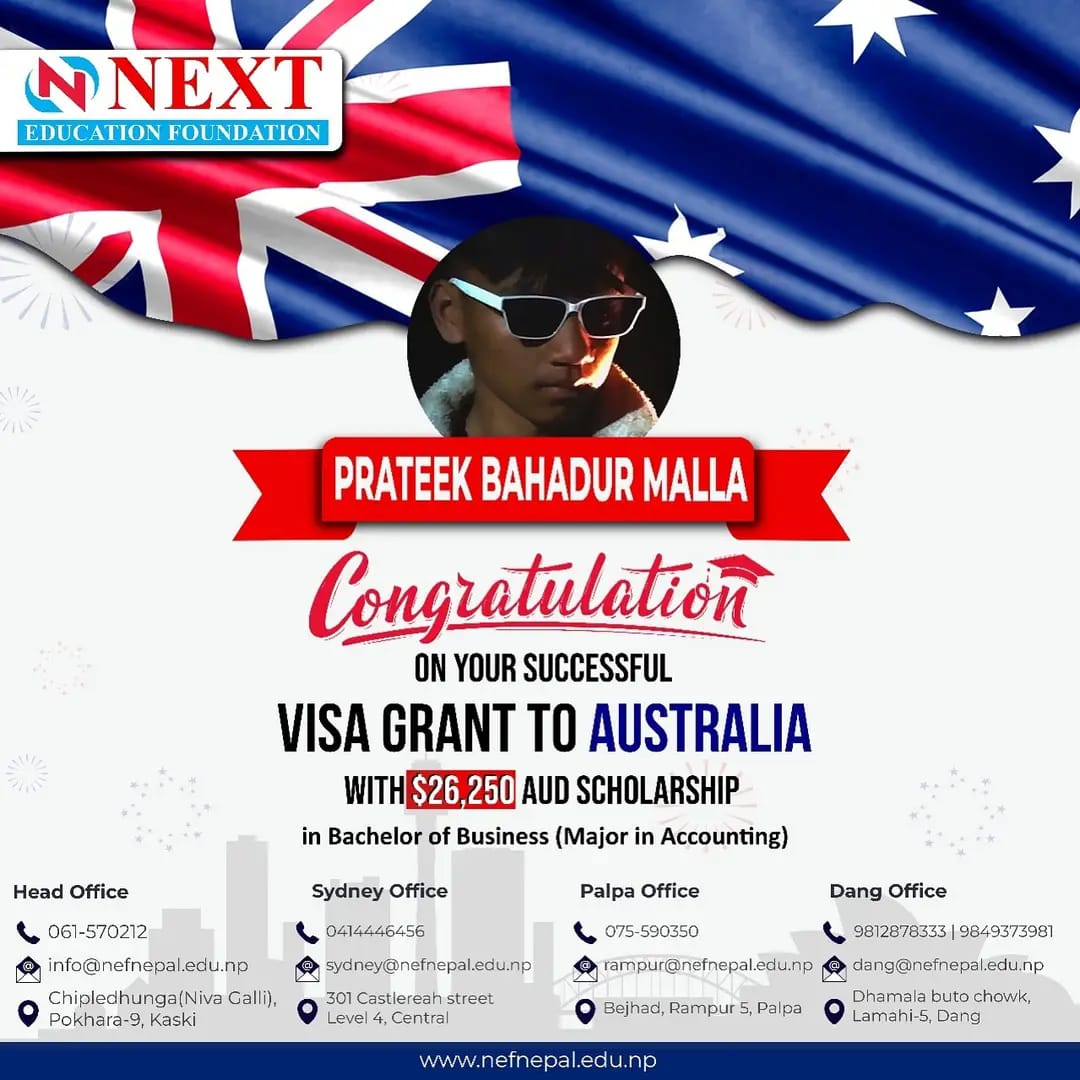 NEXT
EDUCATION FOUNDATION
PRATEEK BAHADUR MALLA
Congratulation
ON YOUR SUCCESSFUL
VISA GRANT TO AUSTRALIA
WITH $26,250 AUD SCHOLARSHIP
in Bachelor of Business (Major in Accounting)
Head Office
061-570212
info@nefnepal.edu.np
Chipledhunga(Niva Galli),
Pokhara-9, Kaski
Sydney Office
0414446456
sydney@nefnepal.edu.np
301 Castlereah street
Level 4, Central
Palpa Office
075-590350
rampur@nefnepal.edu.np
Bejhad, Rampur 5, Palpa
Dang Office
9812878333 | 9849373981
dang@nefnepal.edu.np
Dhamala buto chowk,
Lamahi-5, Dang
www.nefnepal.edu.np